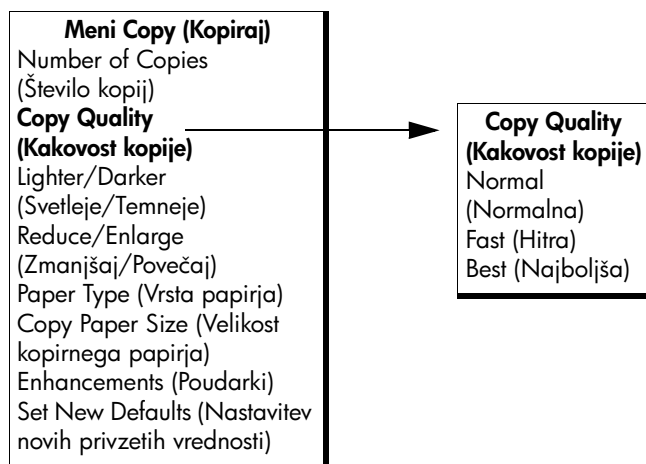 Meni Copy (Kopiraj)
Number of Copies
(Število kopij)
Copy Quality
(Kakovost kopije)
Lighter/Darker
(Svetleje/Temneje)
Reduce/Enlarge
(Zmanjšaj/Povečaj)
Paper Type (Vrsta papirja)
Copy Paper Size (Velikost
kopirnega papirja)
Enhancements (Poudarki)
Set New Defaults (Nastavitev
novih privzetih vrednosti)
Copy Quality
(Kakovost kopije)
Normal
(Normalna)
Fast (Hitra)
Best (Najboljša)